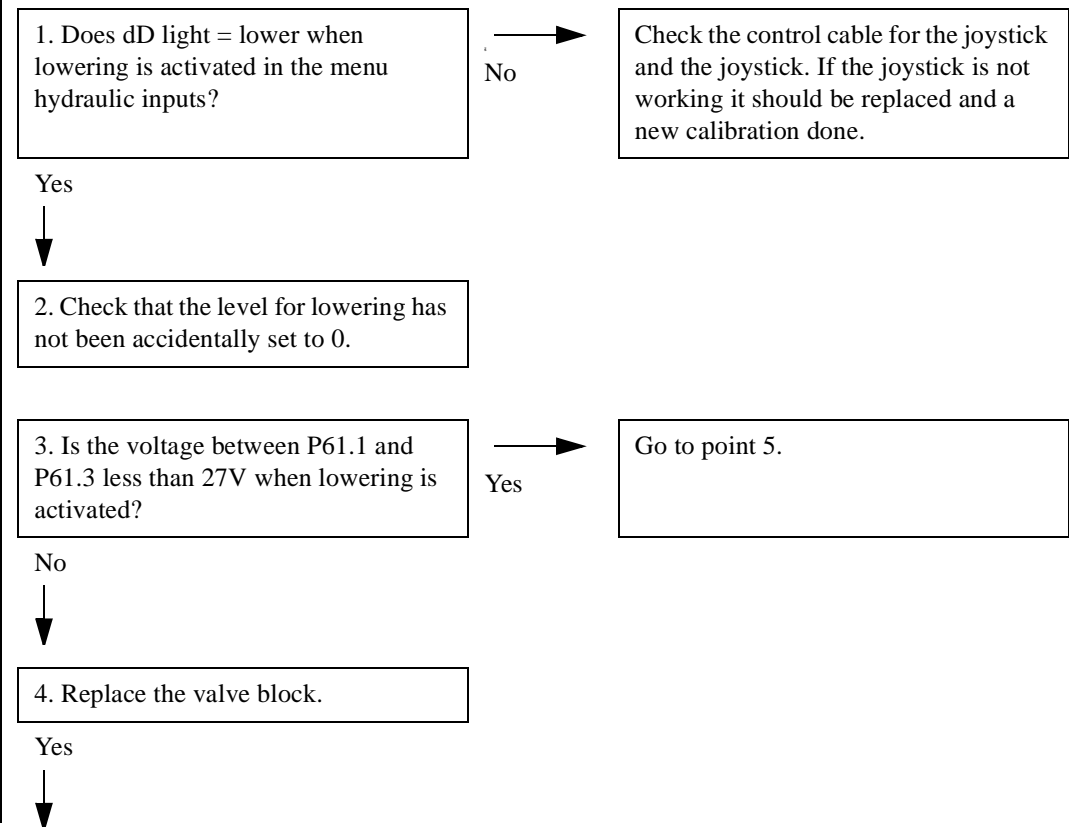 1. Does dD light = lower when
lowering is activated in the menu
hydraulic inputs?
No
Check the control cable for the joystick
and the joystick. If the joystick is not
working it should be replaced and a
new calibration done.
Yes
2. Check that the level for lowering has
not been accidentally set to 0.
3. Is the voltage between P61.1 and
P61.3 less than 27V when lowering is
activated?
Yes
Go to point 5.
No
4. Replace the valve block.
Yes